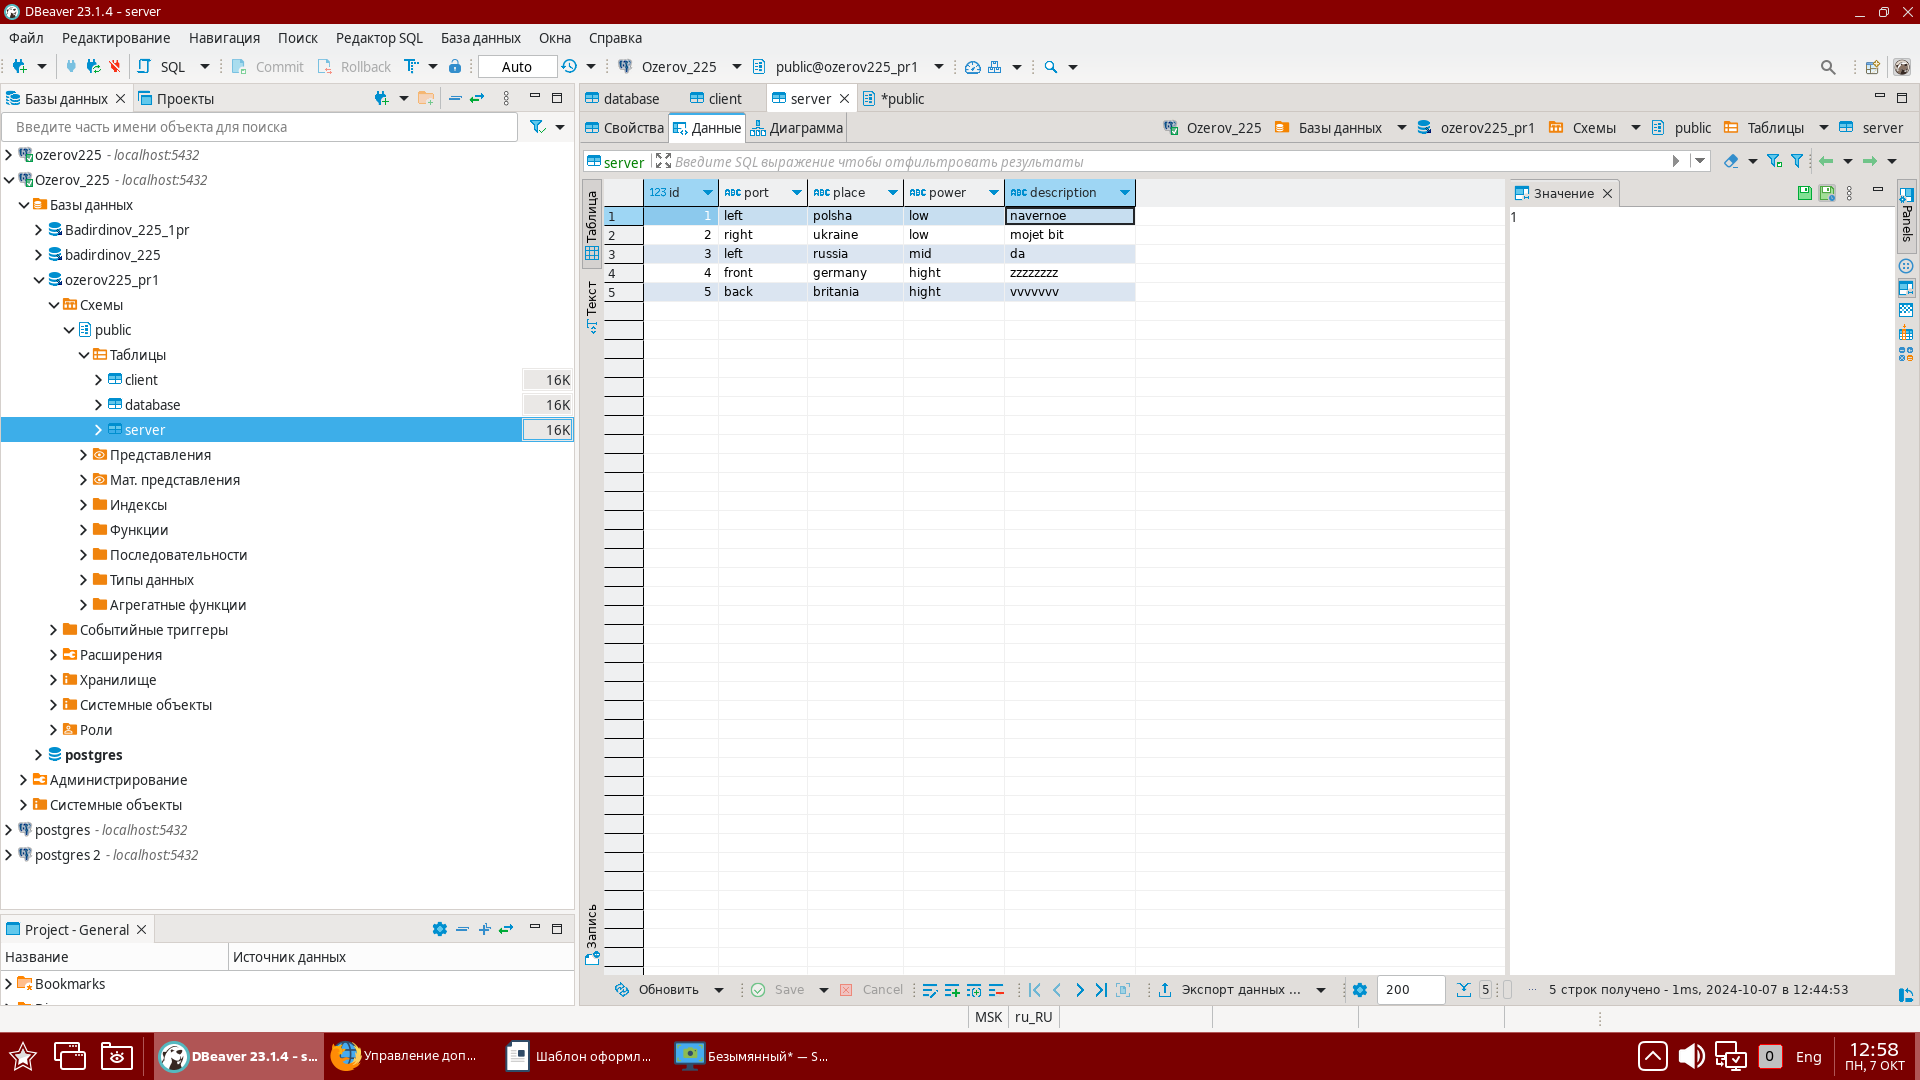 DBeaver 23.1.4 - server
Файл Редактирование Навигация Поиск Редактор SQL База данных Окна Справка
SQL Commit Rollback Auto Ozerov_225 public@ozerov225_pr1
Базы данных Проекты
Введите часть имени объекта для поиска
ozerov225 - localhost:5432
Ozerov_225 - localhost:5432
Базы данных
Badirdinov_225_1pr
badirdinov_225
ozerov225_pr1
Схемы
public
Таблицы
client 16K
database 16K
server 16K
Представления
Мат. представления
Индексы
Функции
Последовательности
Типы данных
Агрегатные функции
Событийные триггеры
Расширения
Хранилище
Системные объекты
Роли
postgres
Администрирование
Системные объекты
postgres - localhost:5432
postgres 2 - localhost:5432
Project - General
Название Источник данных
Bookmarks
database client server *public
Свойства Данные Диаграмма Ozerov_225 Базы данных ozerov225_pr1 Схемы public Таблицы server
server Введите SQL выражение чтобы отфильтровать результаты
Таблица
Текст
Запись
123 id ABC port ABC place ABC power ABC description
1 1 left polsha low navernoe
2 2 right ukraine low mojet bit
3 3 left russia mid da
4 4 front germany hight zzzzzzzz
5 5 back britania hight vvvvvvv
Значение
1
Panels
Обновить Save Cancel Экспорт данных ... 200 5 5 строк получено - 1ms, 2024-10-07 в 12:44:53
MSK ru_RU
DBeaver 23.1.4 - s... Управление доп... Шаблон оформл... Безымянный* — S... 0 Eng 12:58
ПН, 7 ОКТ